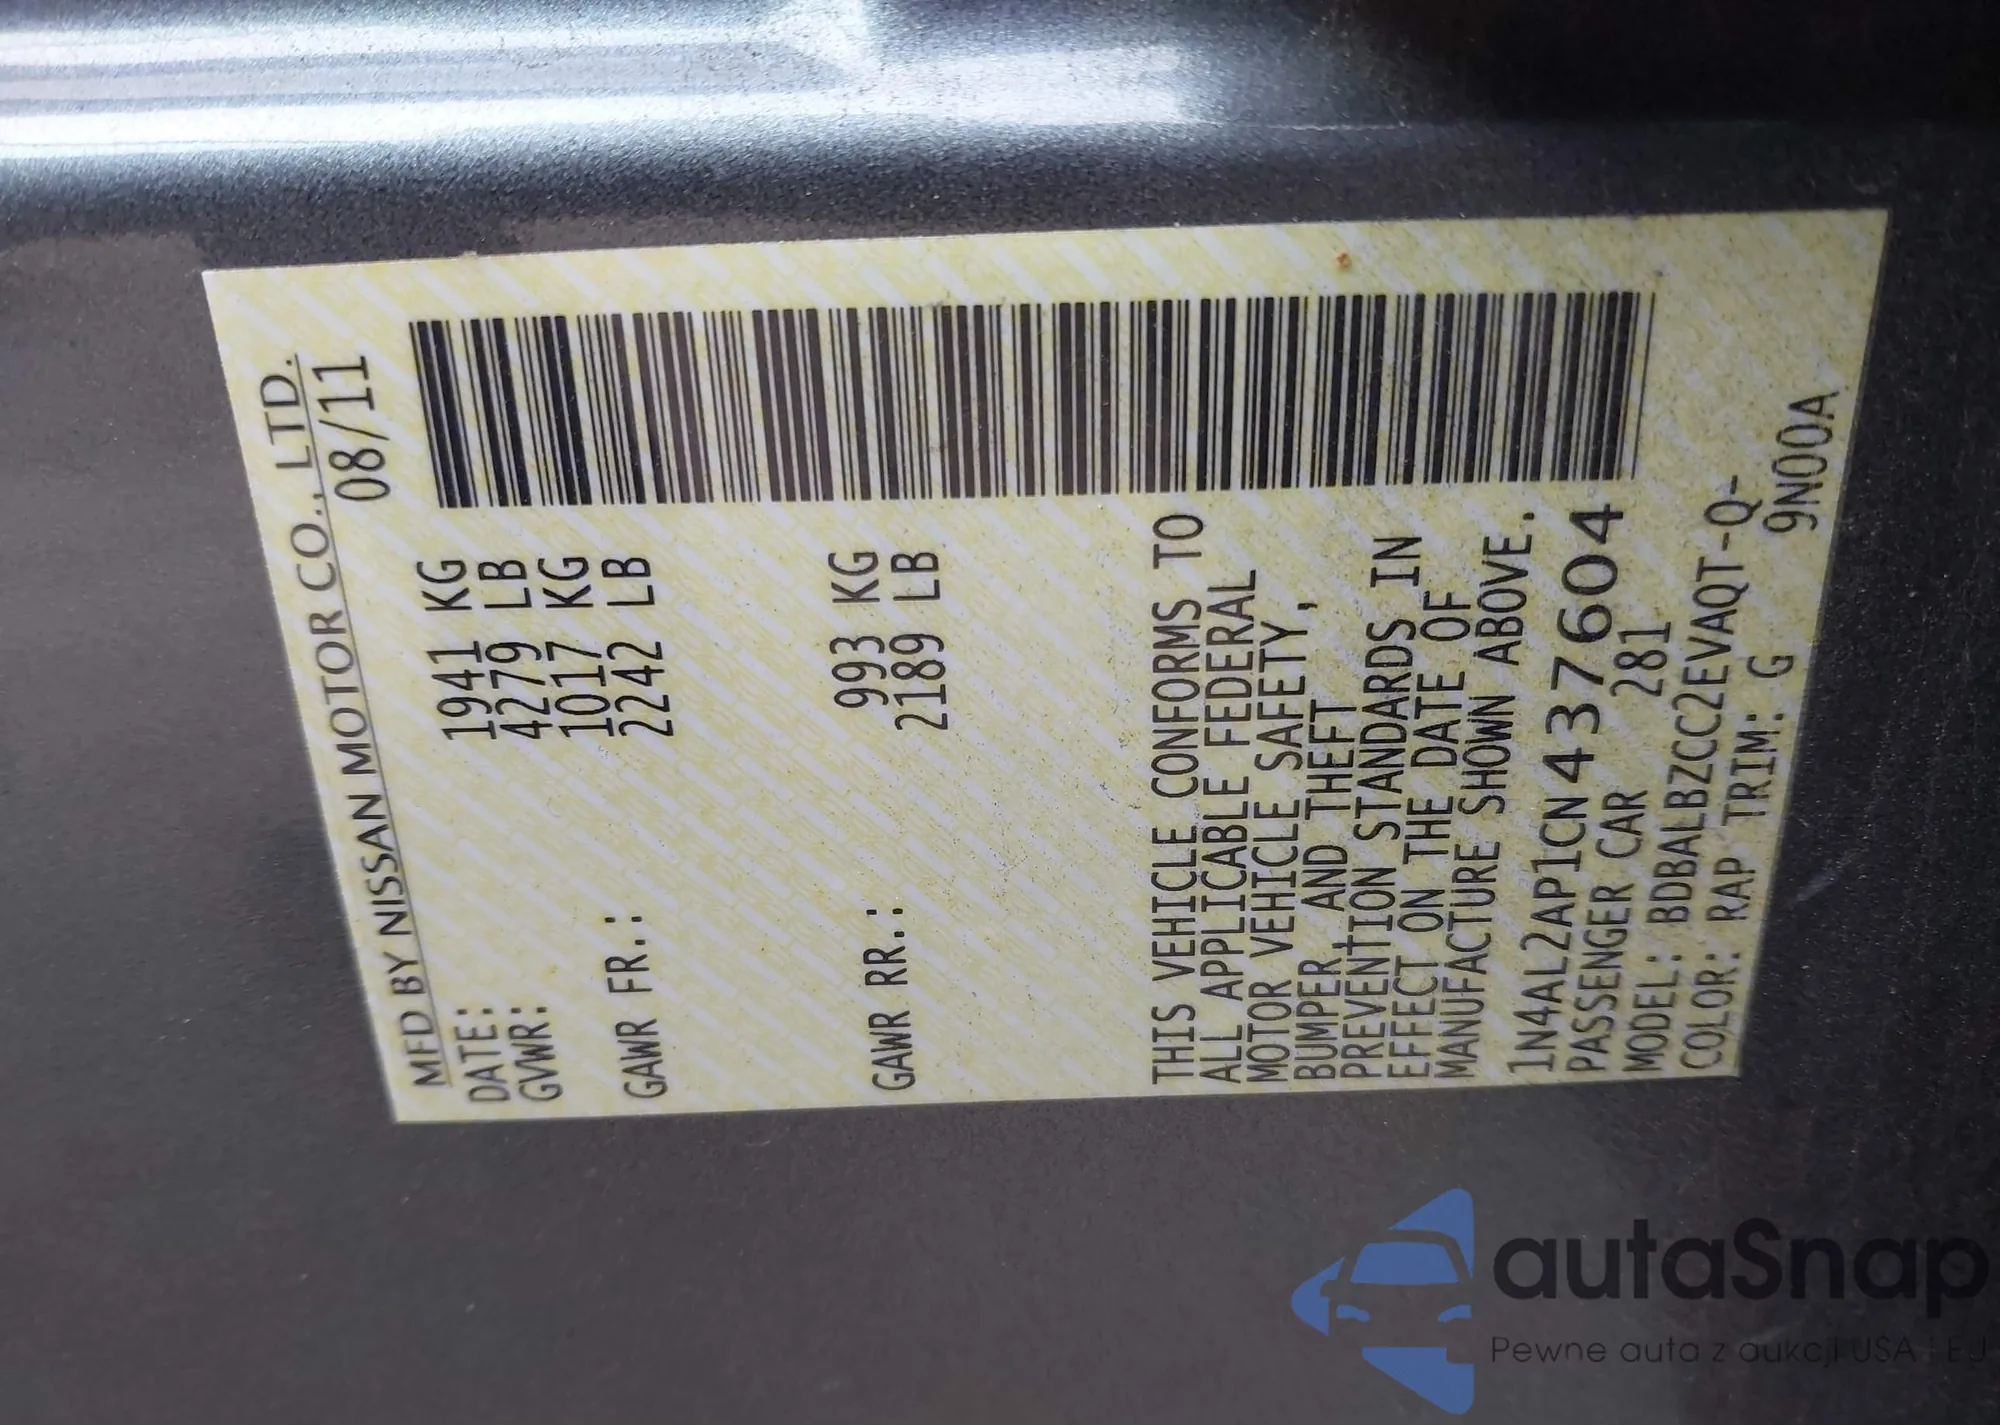 MFD BY NISSAN MOTOR CO., LTD.
DATE: 08/11
GVWR: 1941 KG
4279 LB
GAWR FR.: 1017 KG
2242 LB
GAWR RR.: 993 KG
2189 LB
THIS VEHICLE CONFORMS TO
ALL APPLICABLE FEDERAL
MOTOR VEHICLE SAFETY,
BUMPER, AND THEFT
PREVENTION STANDARDS IN
EFFECT ON THE DATE OF
MANUFACTURE SHOWN ABOVE.
1N4AL2AP1CN437604
PASSENGER CAR 281
MODEL: BDBALBZCC2EVAQT-Q-
COLOR: RAP TRIM: G 9N00A
autaSnap
Pewne auta z aukcji USA i EU